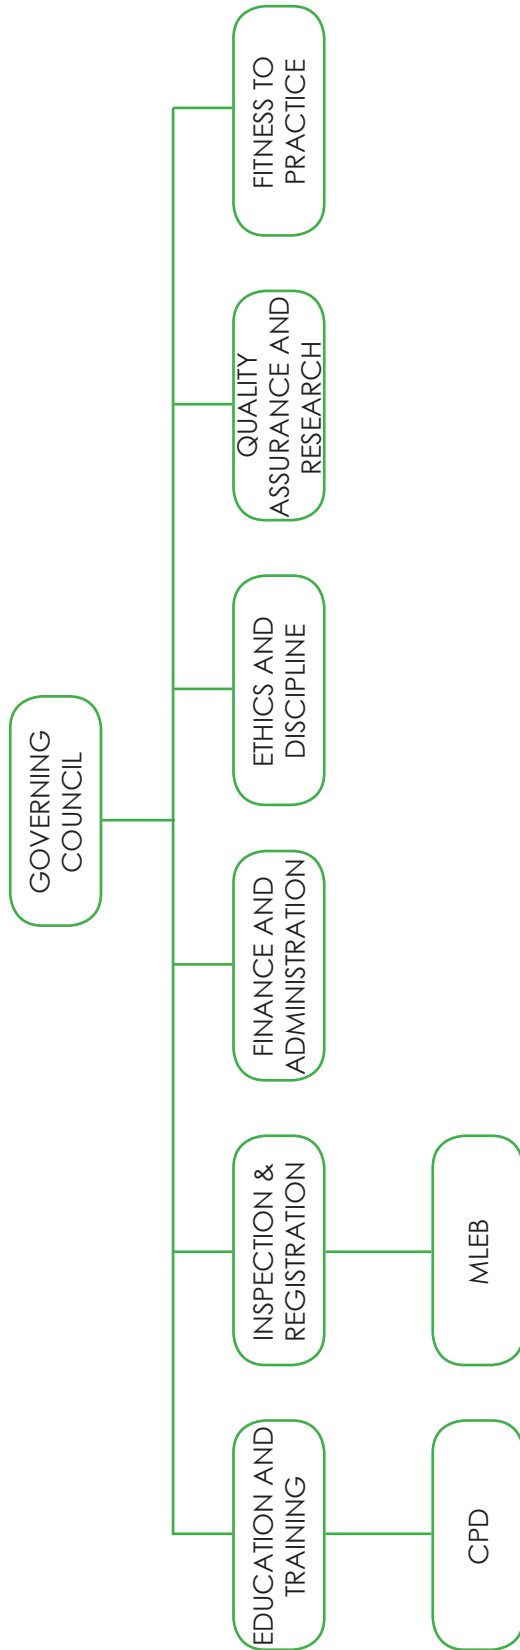 GOVERNING
COUNCIL
EDUCATION AND
TRAINING
INSPECTION &
REGISTRATION
FINANCE AND
ADMINISTRATION
ETHICS AND
DISCIPLINE
QUALITY
ASSURANCE AND
RESEARCH
FITNESS TO
PRACTICE
CPD
MLEB